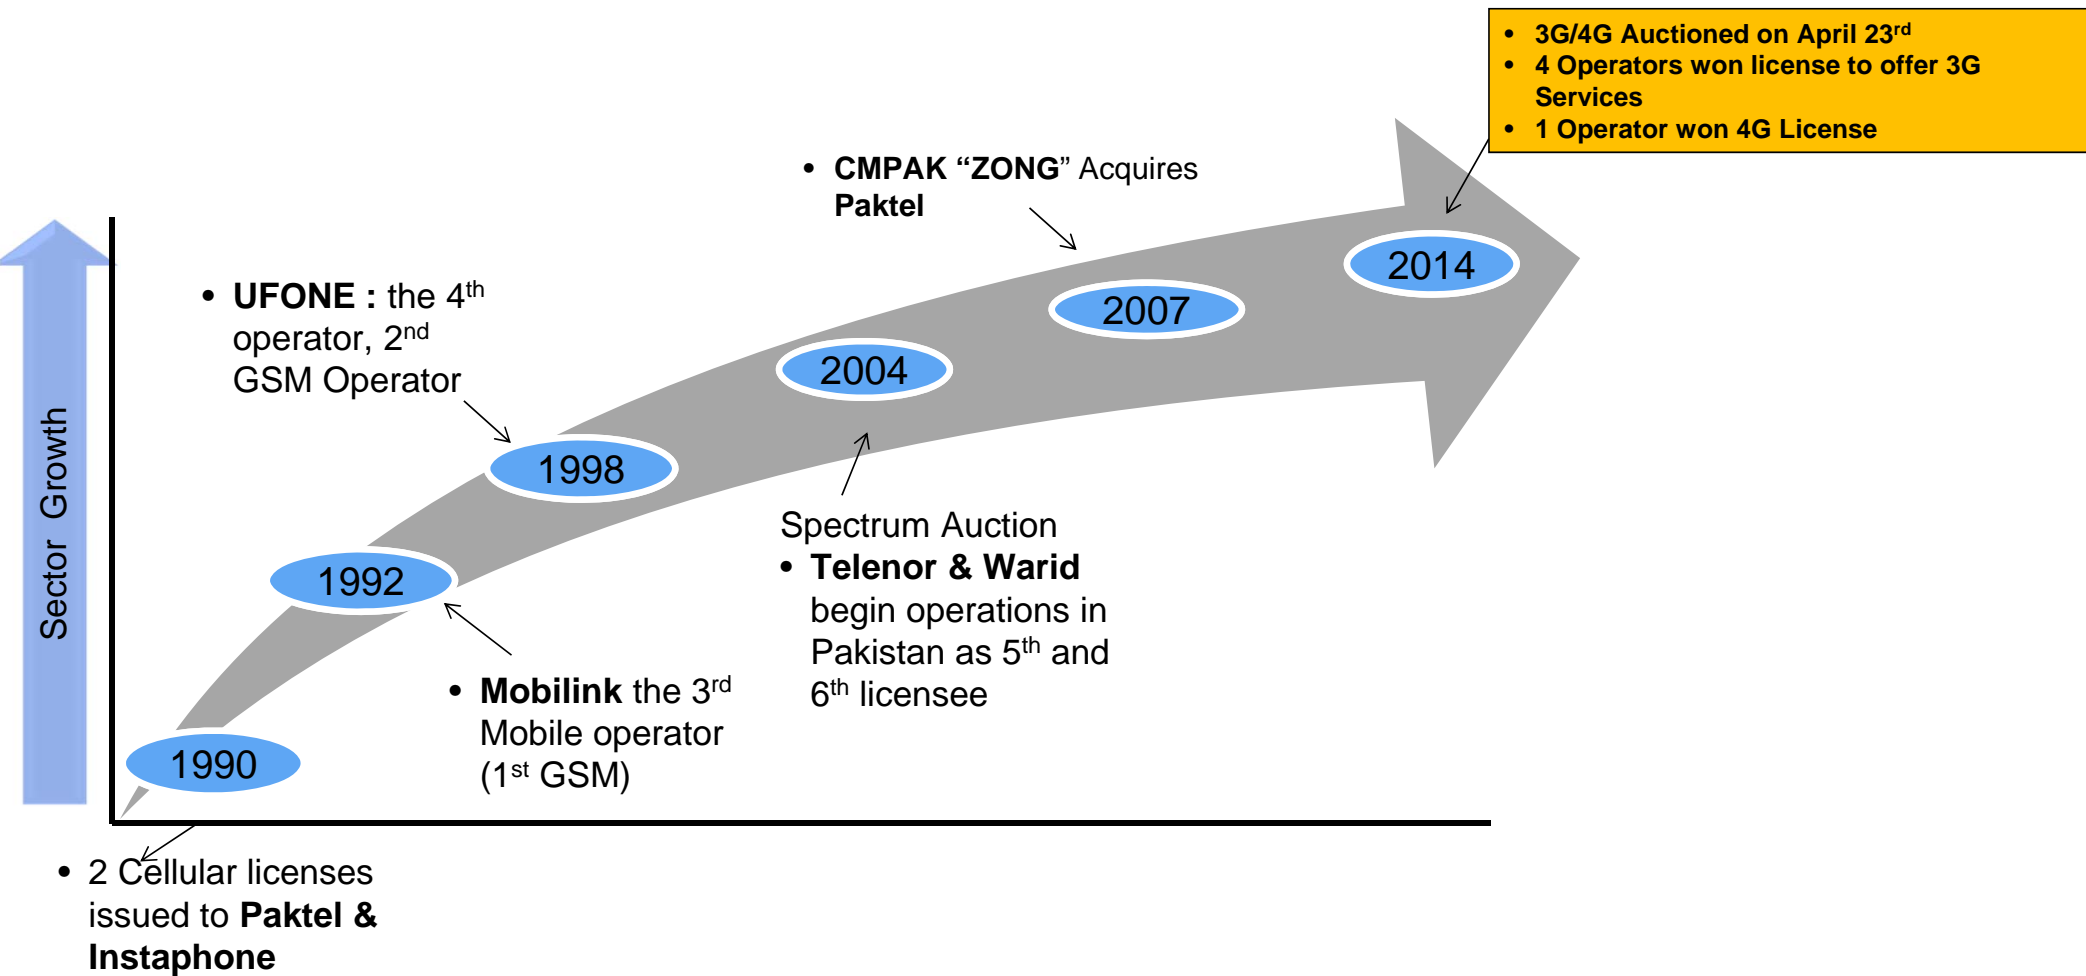 • 3G/4G Auctioned on April 23rd
• 4 Operators won license to offer 3G
Services
• 1 Operator won 4G License
• CMPAK “ZONG” Acquires
Paktel
2014
2007
• UFONE : the 4th
operator, 2nd
GSM Operator
2004
1998
Sector Growth
Spectrum Auction
• Telenor & Warid
begin operations in
Pakistan as 5th and
6th licensee
1992
• Mobilink the 3rd
Mobile operator
(1st GSM)
1990
• 2 Cellular licenses
issued to Paktel &
Instaphone